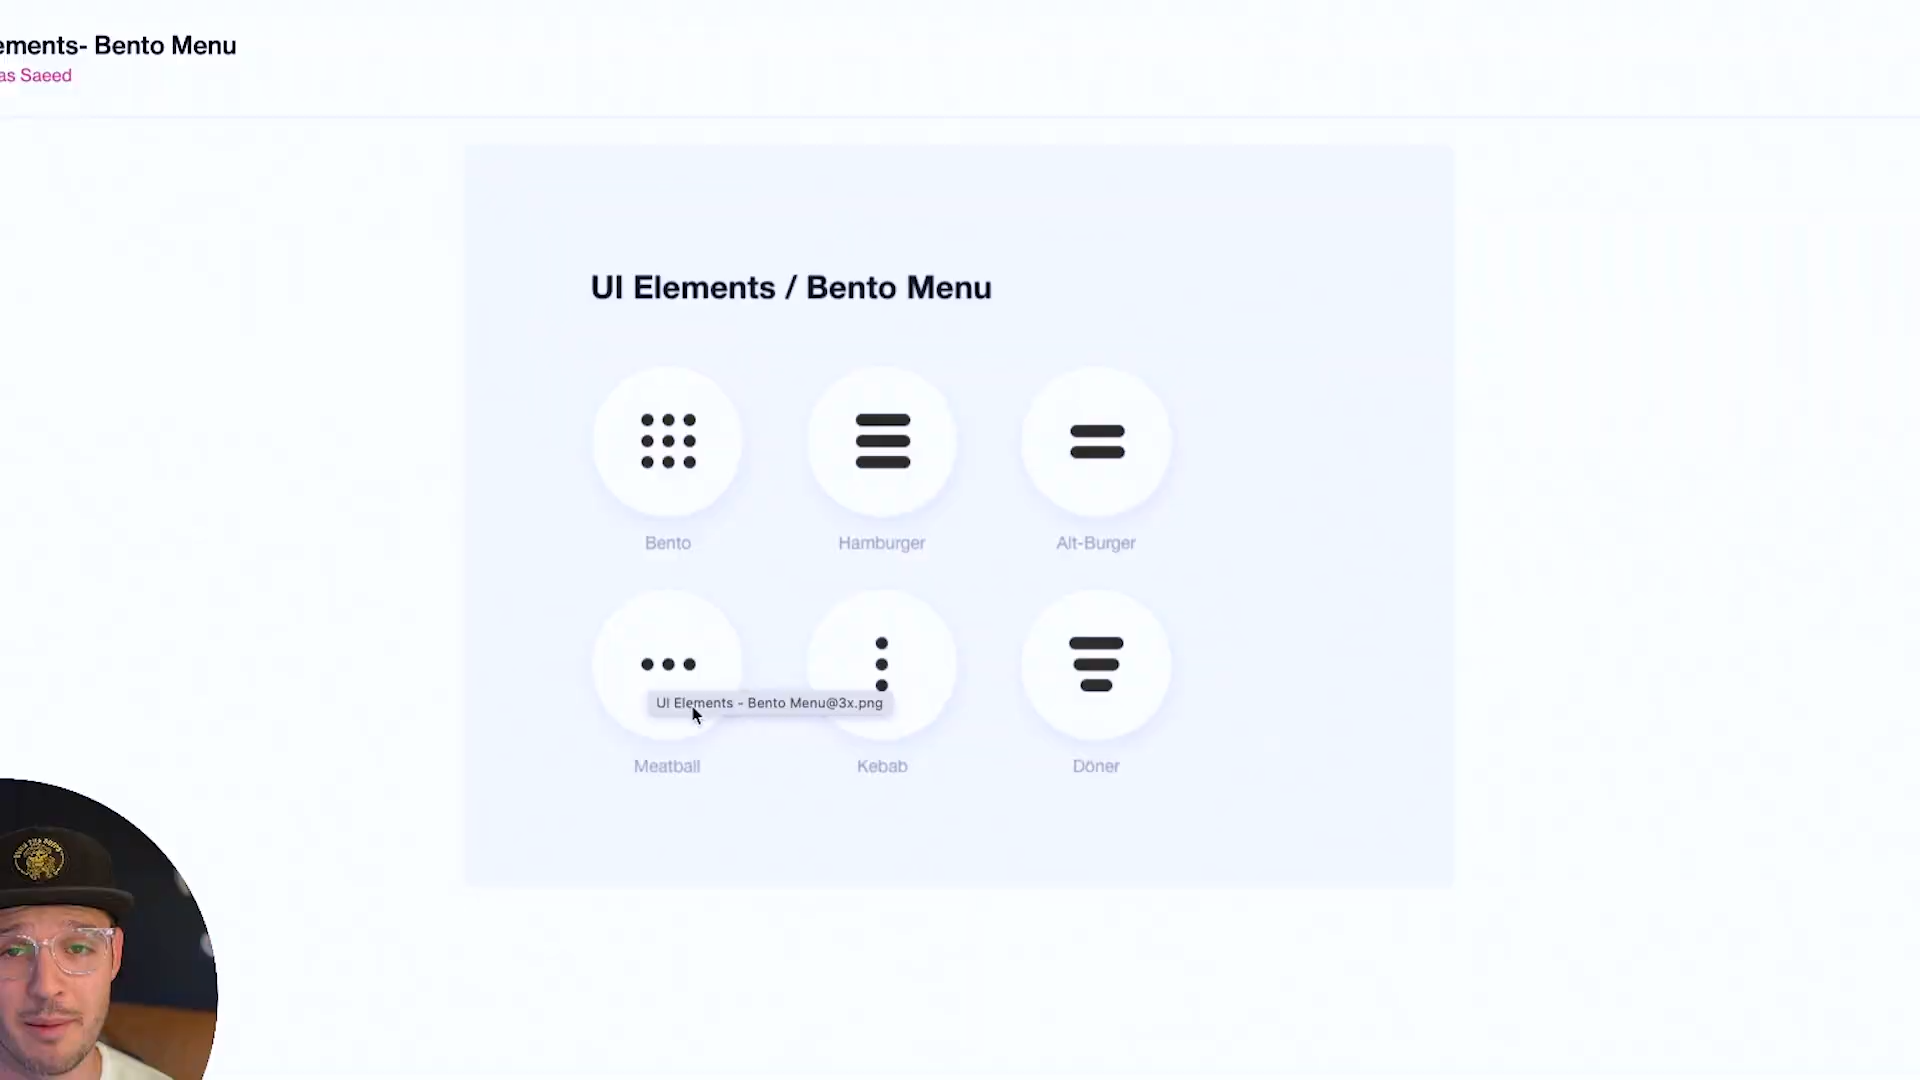 ements- Bento Menu
as Saeed
UI Elements / Bento Menu
Bento
Hamburger
Alt-Burger
UI Elements - Bento Menu@3x.png
Meatball
Kebab
Döner